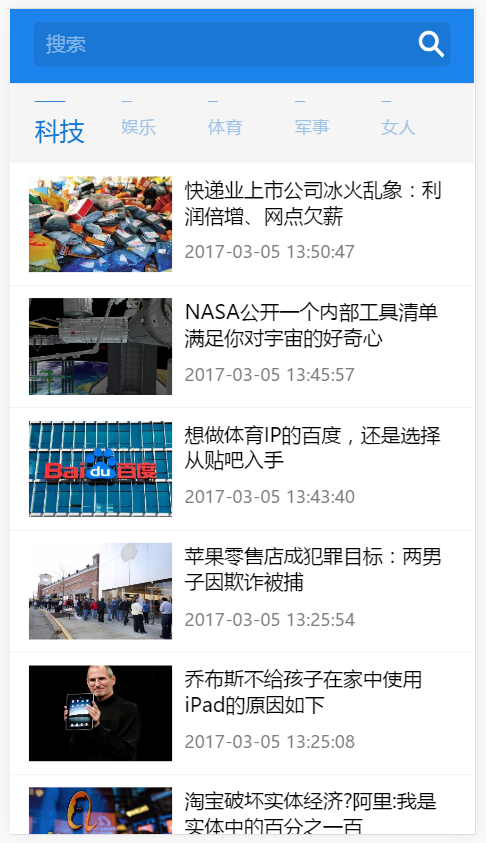 搜索
科技 娱乐 体育 军事 女人
快递业上市公司冰火乱象：利
润倍增、网点欠薪
2017-03-05 13:50:47
NASA公开一个内部工具清单
满足你对宇宙的好奇心
2017-03-05 13:45:57
Bai du 百度
想做体育IP的百度，还是选择
从贴吧入手
2017-03-05 13:43:40
苹果零售店成犯罪目标：两男
子因欺诈被捕
2017-03-05 13:25:54
乔布斯不给孩子在家中使用
iPad的原因如下
2017-03-05 13:25:08
淘宝破坏实体经济?阿里:我是
实体中的百分之一百